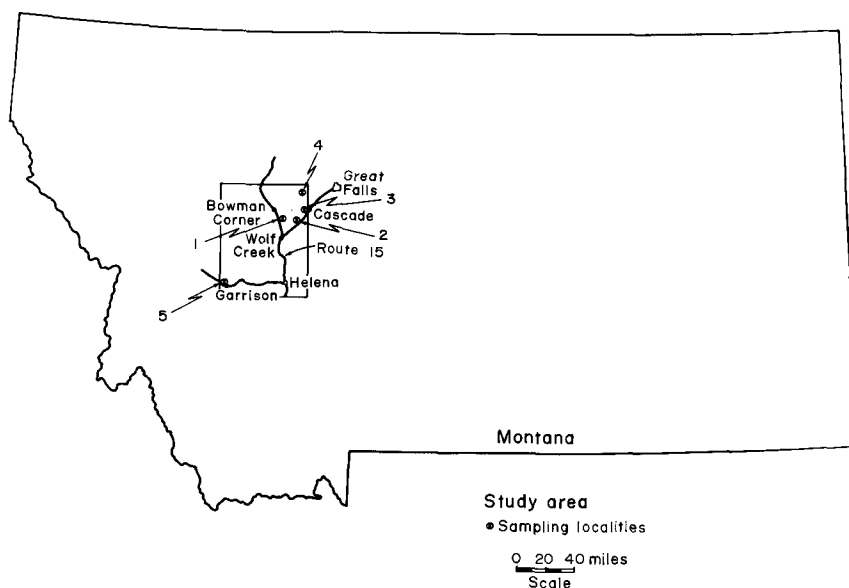 4
Great
Falls
3
Bowman
Corner
Cascade
1
2
Wolf
Creek
Route 15
Helena
Garrison
5
Montana
Study area
Sampling localities
0 20 40 miles
Scale